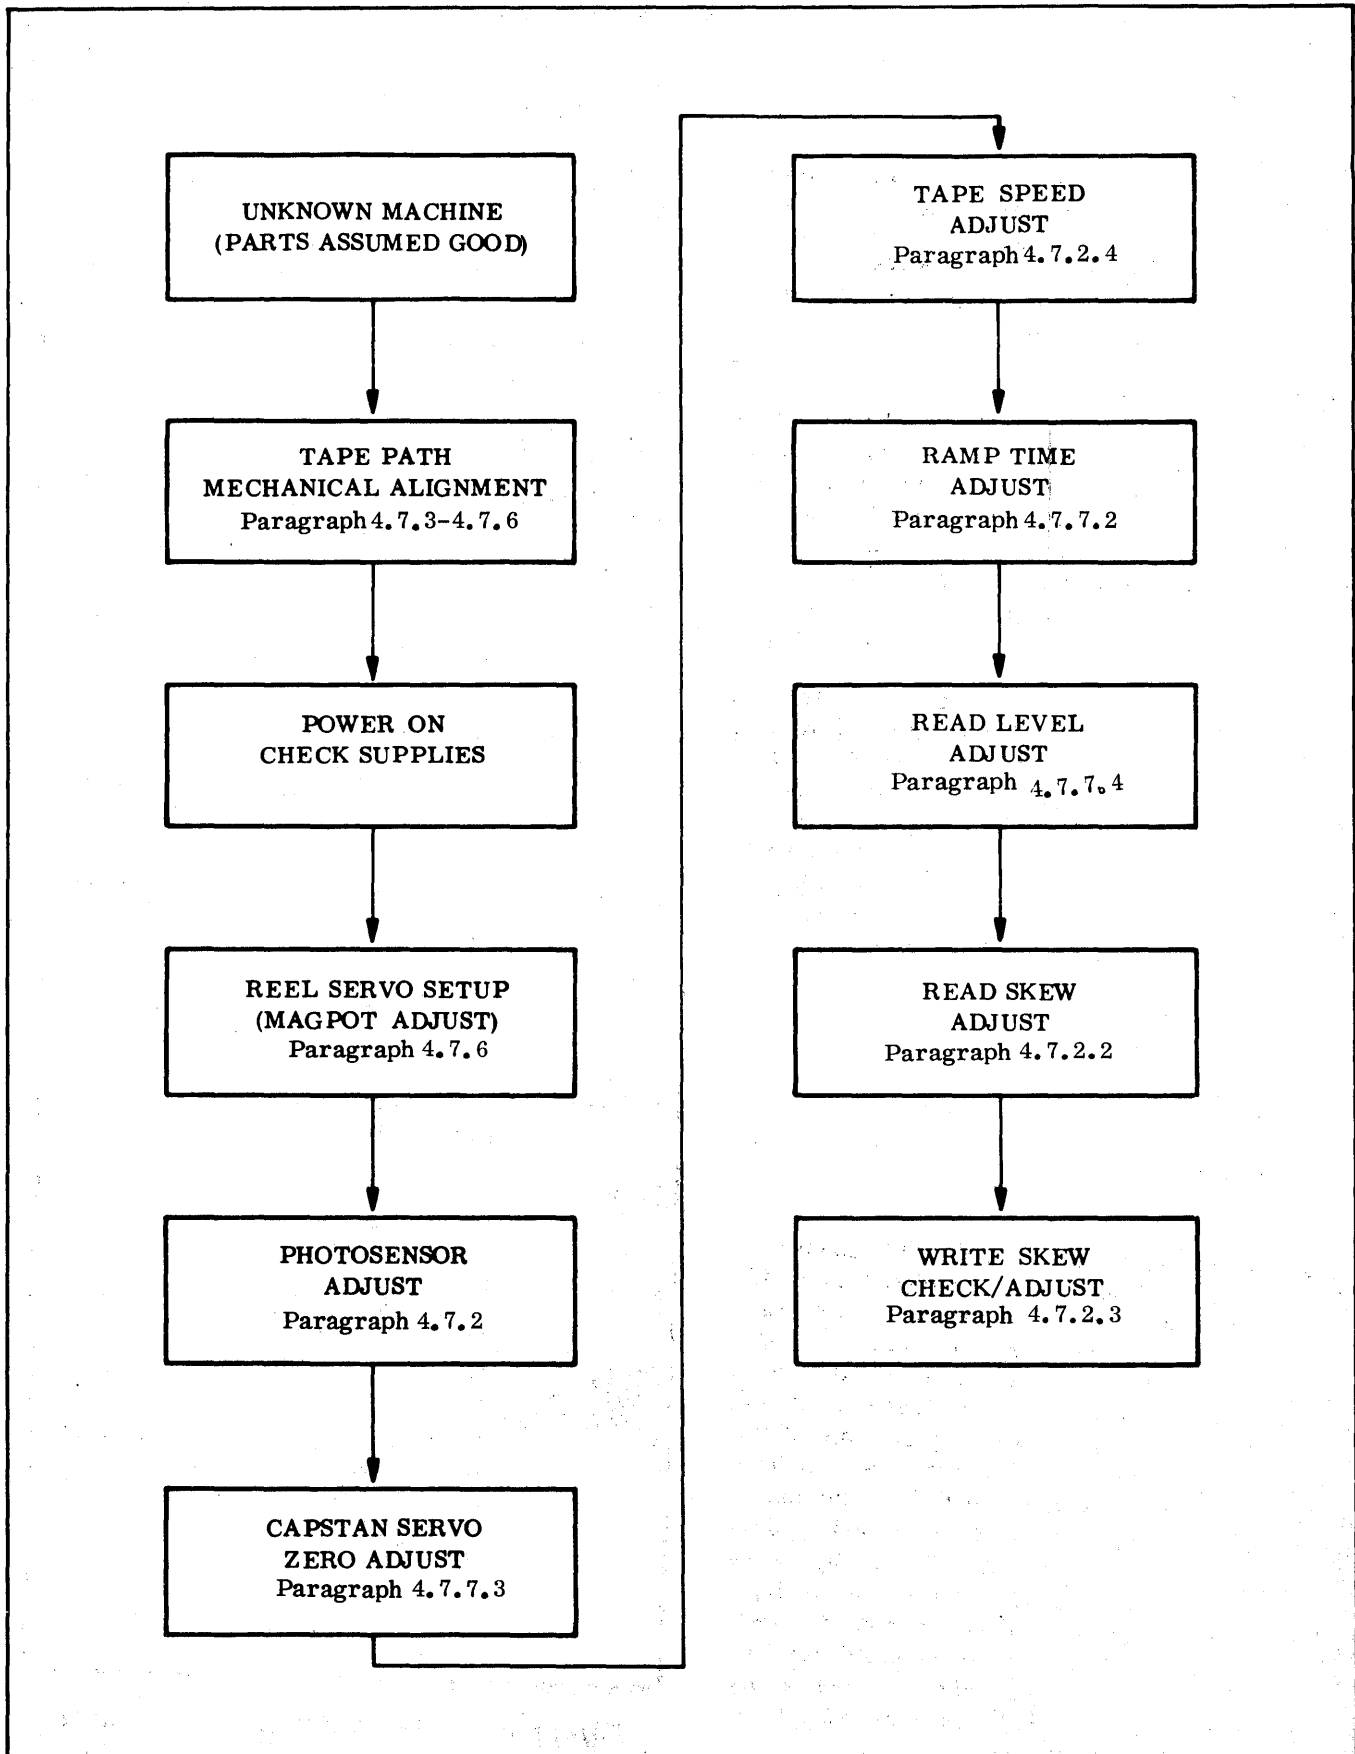 UNKNOWN MACHINE
(PARTS ASSUMED GOOD)
TAPE PATH
MECHANICAL ALIGNMENT
Paragraph 4.7.3-4.7.6
POWER ON
CHECK SUPPLIES
REEL SERVO SETUP
(MAGPOT ADJUST)
Paragraph 4.7.6
PHOTOSENSOR
ADJUST
Paragraph 4.7.2
CAPSTAN SERVO
ZERO ADJUST
Paragraph 4.7.7.3
TAPE SPEED
ADJUST
Paragraph 4.7.2.4
RAMP TIME
ADJUST
Paragraph 4.7.7.2
READ LEVEL
ADJUST
Paragraph 4.7.7.4
READ SKEW
ADJUST
Paragraph 4.7.2.2
WRITE SKEW
CHECK/ADJUST
Paragraph 4.7.2.3